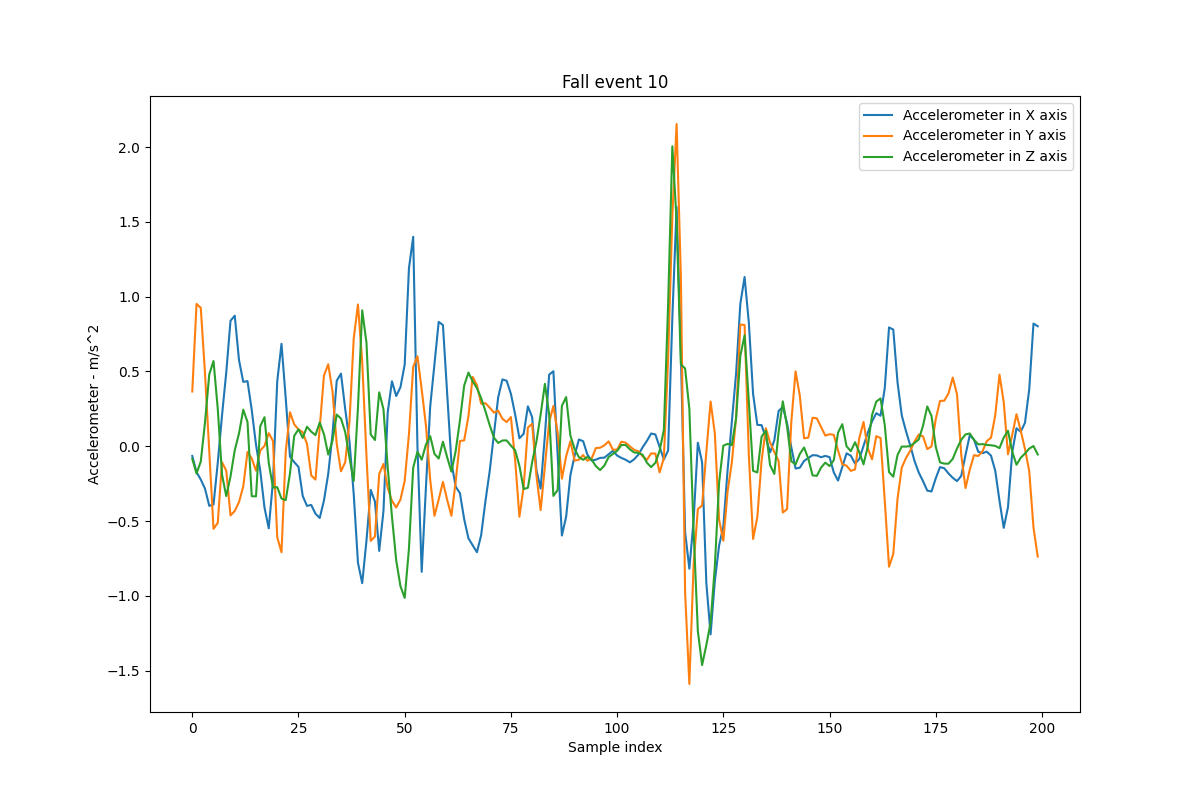 Fall event 10
Accelerometer in X axis
Accelerometer in Y axis
Accelerometer in Z axis
Accelerometer - m/s^2
2.0
1.5
1.0
0.5
0.0
−0.5
−1.0
−1.5
0 25 50 75 100 125 150 175 200
Sample index